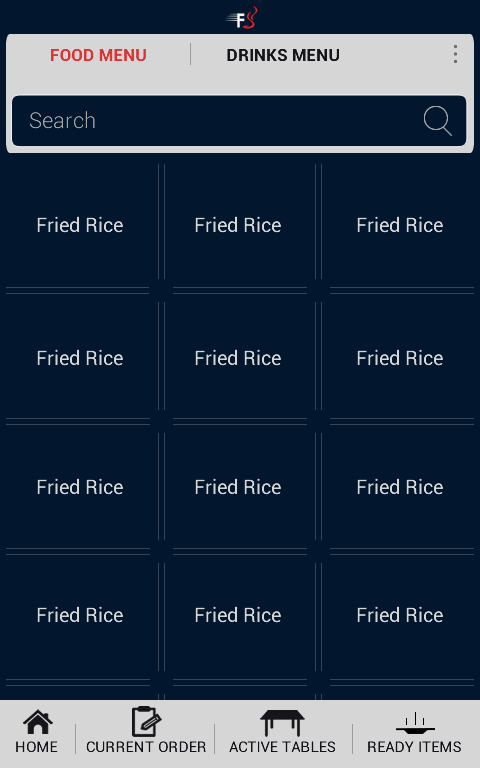 FS
FOOD MENU DRINKS MENU
Search
Fried Rice Fried Rice Fried Rice
Fried Rice Fried Rice Fried Rice
Fried Rice Fried Rice Fried Rice
Fried Rice Fried Rice Fried Rice
HOME CURRENT ORDER ACTIVE TABLES READY ITEMS